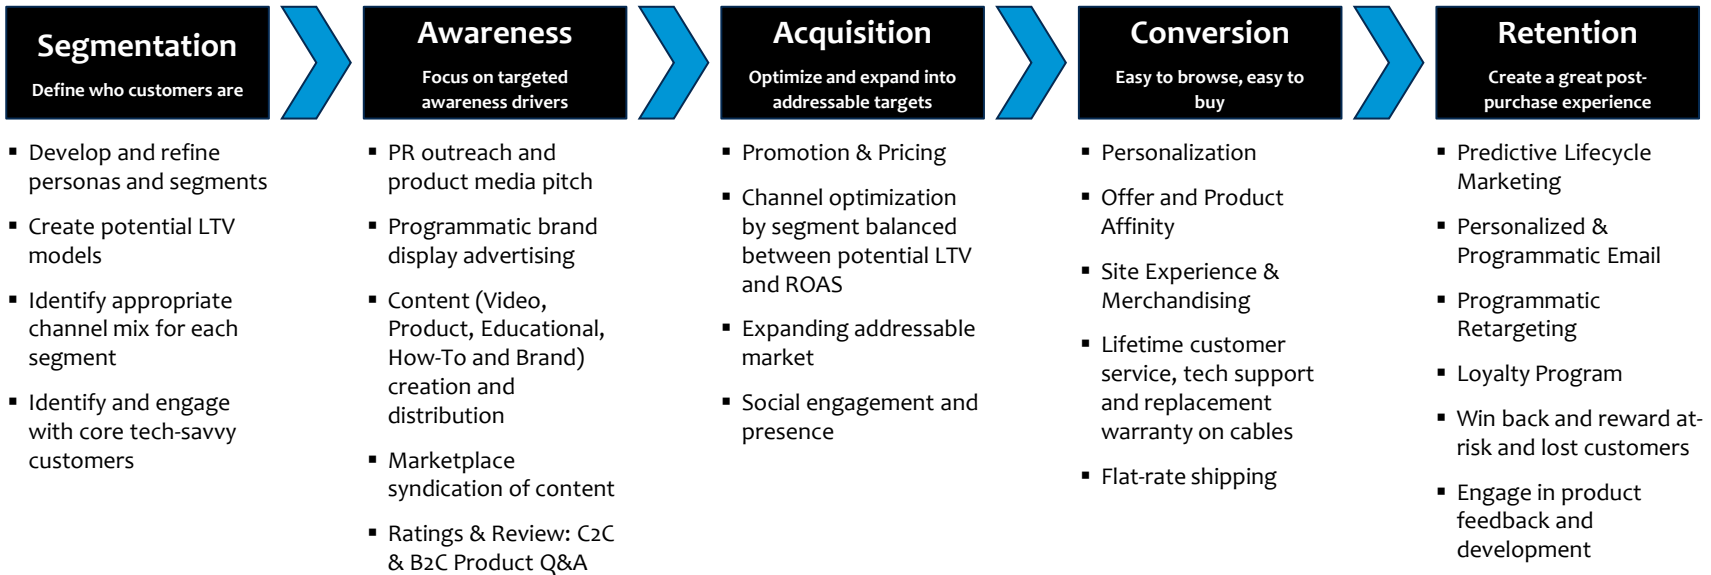 Segmentation
Define who customers are
▪ Develop and refine
personas and segments
▪ Create potential LTV
models
▪ Identify appropriate
channel mix for each
segment
▪ Identify and engage
with core tech-savvy
customers
Awareness
Focus on targeted
awareness drivers
▪ PR outreach and
product media pitch
▪ Programmatic brand
display advertising
▪ Content (Video,
Product, Educational,
How-To and Brand)
creation and
distribution
▪ Marketplace
syndication of content
▪ Ratings & Review: C2C
& B2C Product Q&A
Acquisition
Optimize and expand into
addressable targets
▪ Promotion & Pricing
▪ Channel optimization
by segment balanced
between potential LTV
and ROAS
▪ Expanding addressable
market
▪ Social engagement and
presence
Conversion
Easy to browse, easy to
buy
▪ Personalization
▪ Offer and Product
Affinity
▪ Site Experience &
Merchandising
▪ Lifetime customer
service, tech support
and replacement
warranty on cables
▪ Flat-rate shipping
Retention
Create a great post-
purchase experience
▪ Predictive Lifecycle
Marketing
▪ Personalized &
Programmatic Email
▪ Programmatic
Retargeting
▪ Loyalty Program
▪ Win back and reward at-
risk and lost customers
▪ Engage in product
feedback and
development